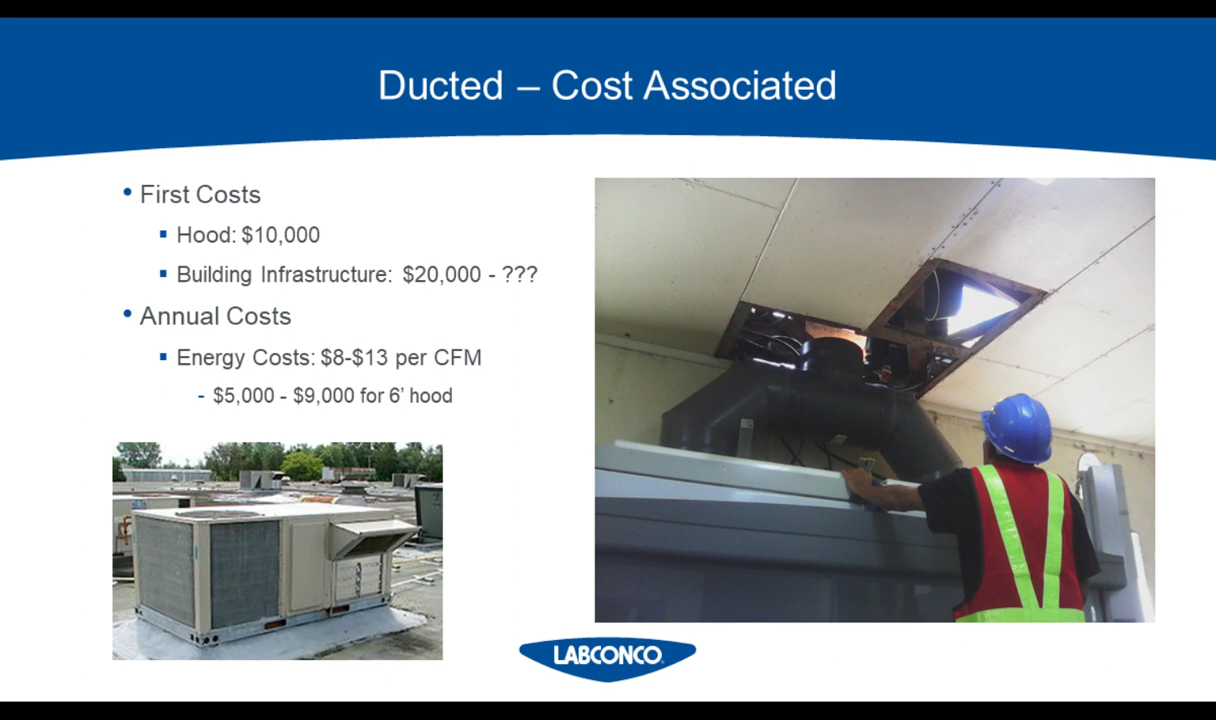 Ducted – Cost Associated
• First Costs
▪ Hood: $10,000
▪ Building Infrastructure: $20,000 - ???
• Annual Costs
▪ Energy Costs: $8-$13 per CFM
- $5,000 - $9,000 for 6' hood
LABCONCO